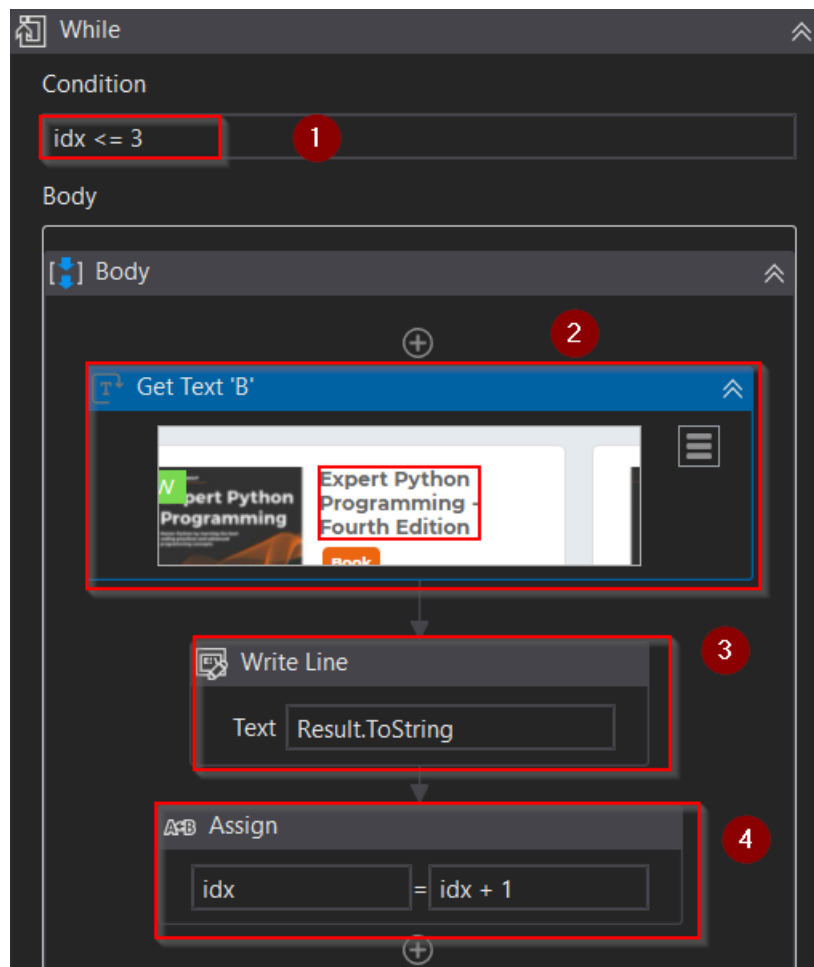 While
Condition
idx <= 3
1
Body
Body
2
Get Text 'B'
Expert Python
Programming -
Fourth Edition
Book
pert Python
Programming
3
Write Line
Text Result.ToString
A=B Assign
4
idx = idx + 1